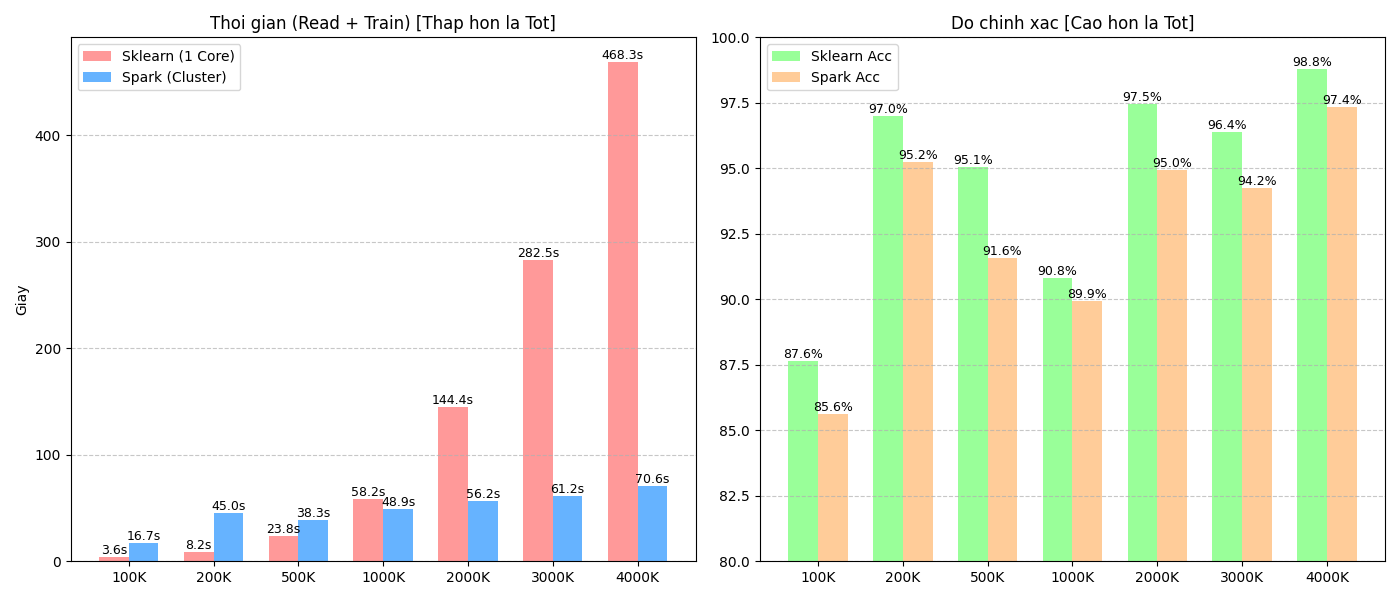 Thoi gian (Read + Train) [Thap hon la Tot]
Sklearn (1 Core)
Spark (Cluster)
Giay
400
300
200
100
0
3.6s
16.7s
8.2s
45.0s
23.8s
38.3s
58.2s
48.9s
144.4s
56.2s
282.5s
61.2s
468.3s
70.6s
100K
200K
500K
1000K
2000K
3000K
4000K
Do chinh xac [Cao hon la Tot]
Sklearn Acc
Spark Acc
100.0
97.5
95.0
92.5
90.0
87.5
85.0
82.5
80.0
87.6%
85.6%
97.0%
95.2%
95.1%
91.6%
90.8%
89.9%
97.5%
95.0%
96.4%
94.2%
98.8%
97.4%
100K
200K
500K
1000K
2000K
3000K
4000K